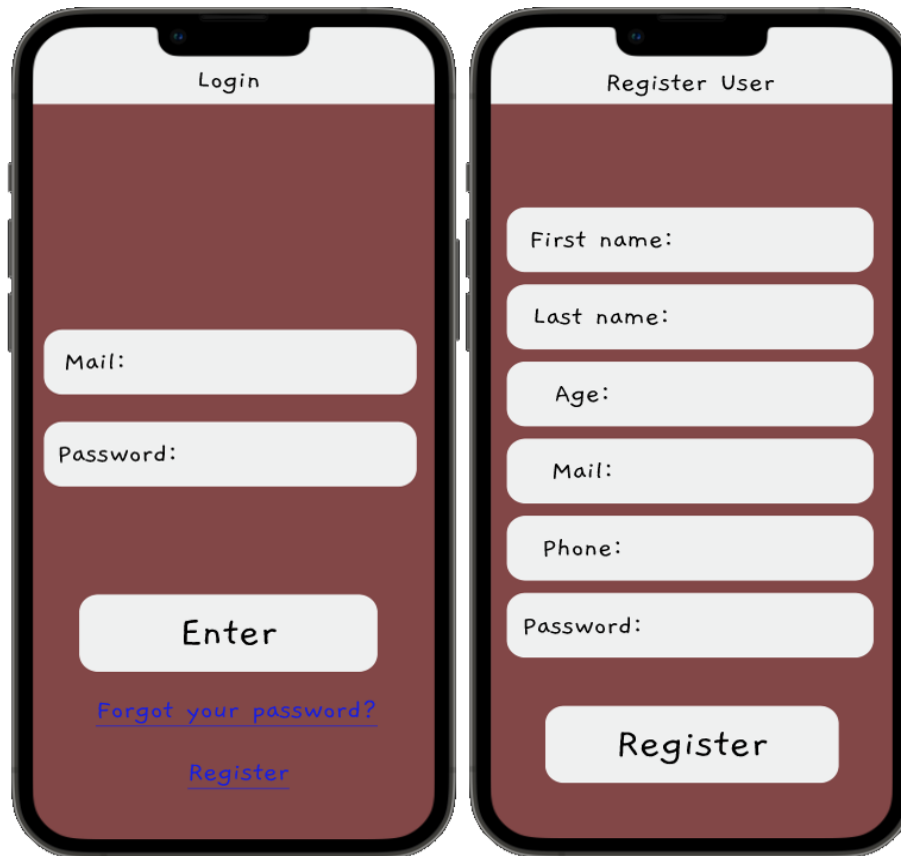 Login
Mail:
Password:
Enter
Forgot your password?
Register
Register User
First name:
Last name:
Age:
Mail:
Phone:
Password:
Register